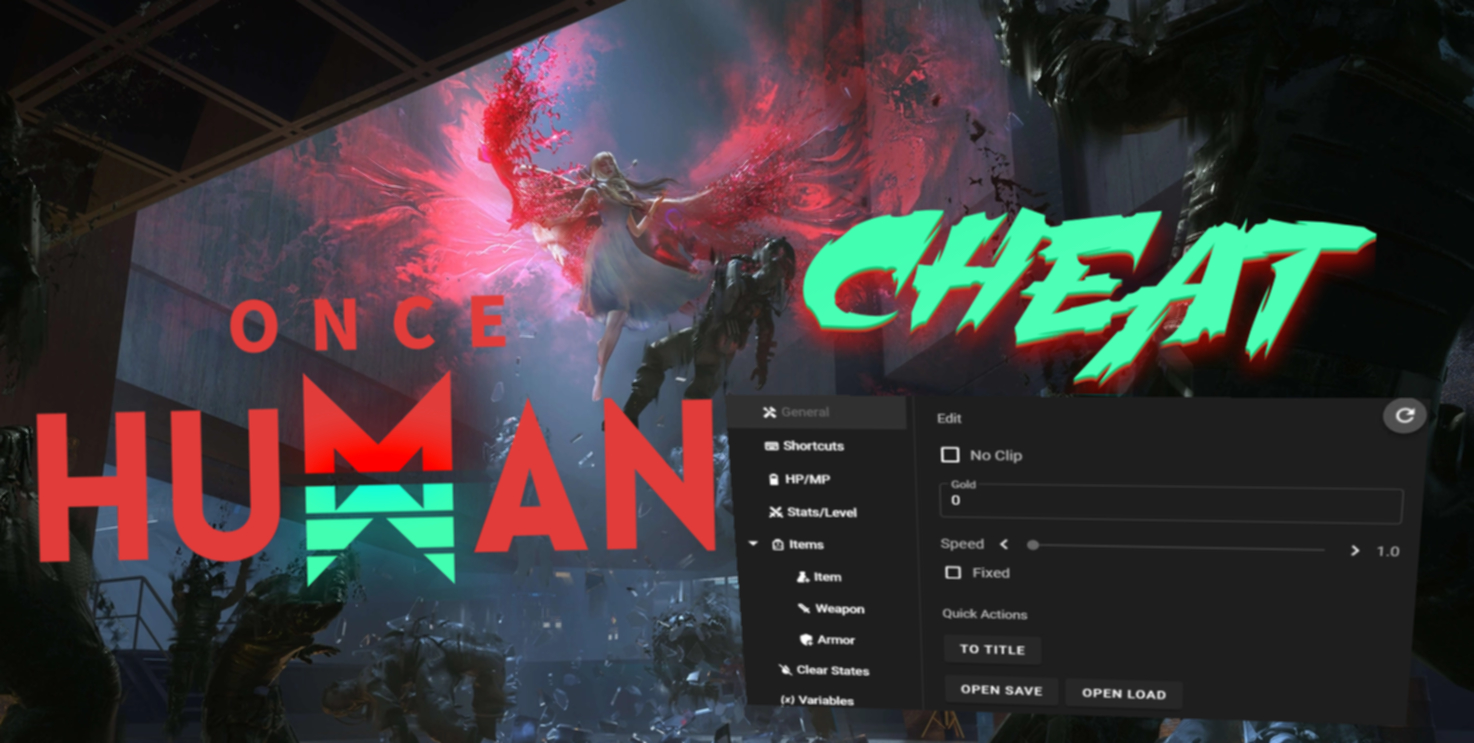 ONCE
HUMAN
CHEAT
General
Shortcuts
HP/MP
Stats/Level
Items
Item
Weapon
Armor
Clear States
(x) Variables
Edit
No Clip
Gold
0
Speed < > 1.0
Fixed
Quick Actions
TO TITLE
OPEN SAVE OPEN LOAD